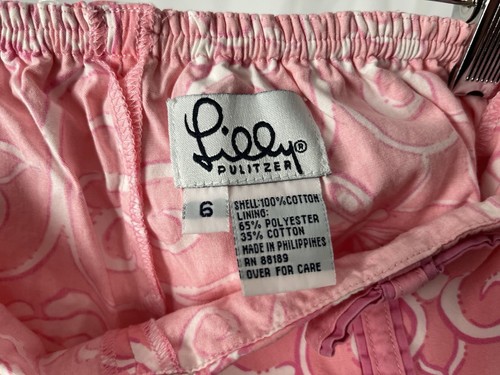 Lilly®
PULITZER
6
SHELL:100%COTTON
LINING:
65% POLYESTER
35% COTTON
MADE IN PHILIPPINES
RN 88189
OVER FOR CARE